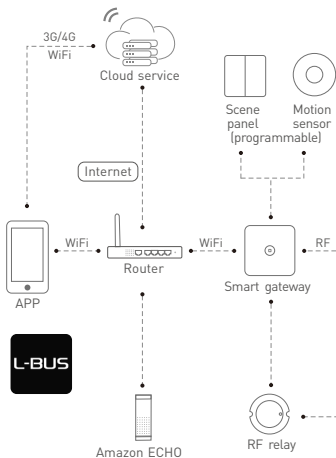 3G/4G
WiFi
Cloud service
Scene
panel
Motion
sensor
(programmable)
Internet
WiFi
WiFi
RF
Router
APP
Smart gateway
L-BUS
Amazon ECHO
RF relay